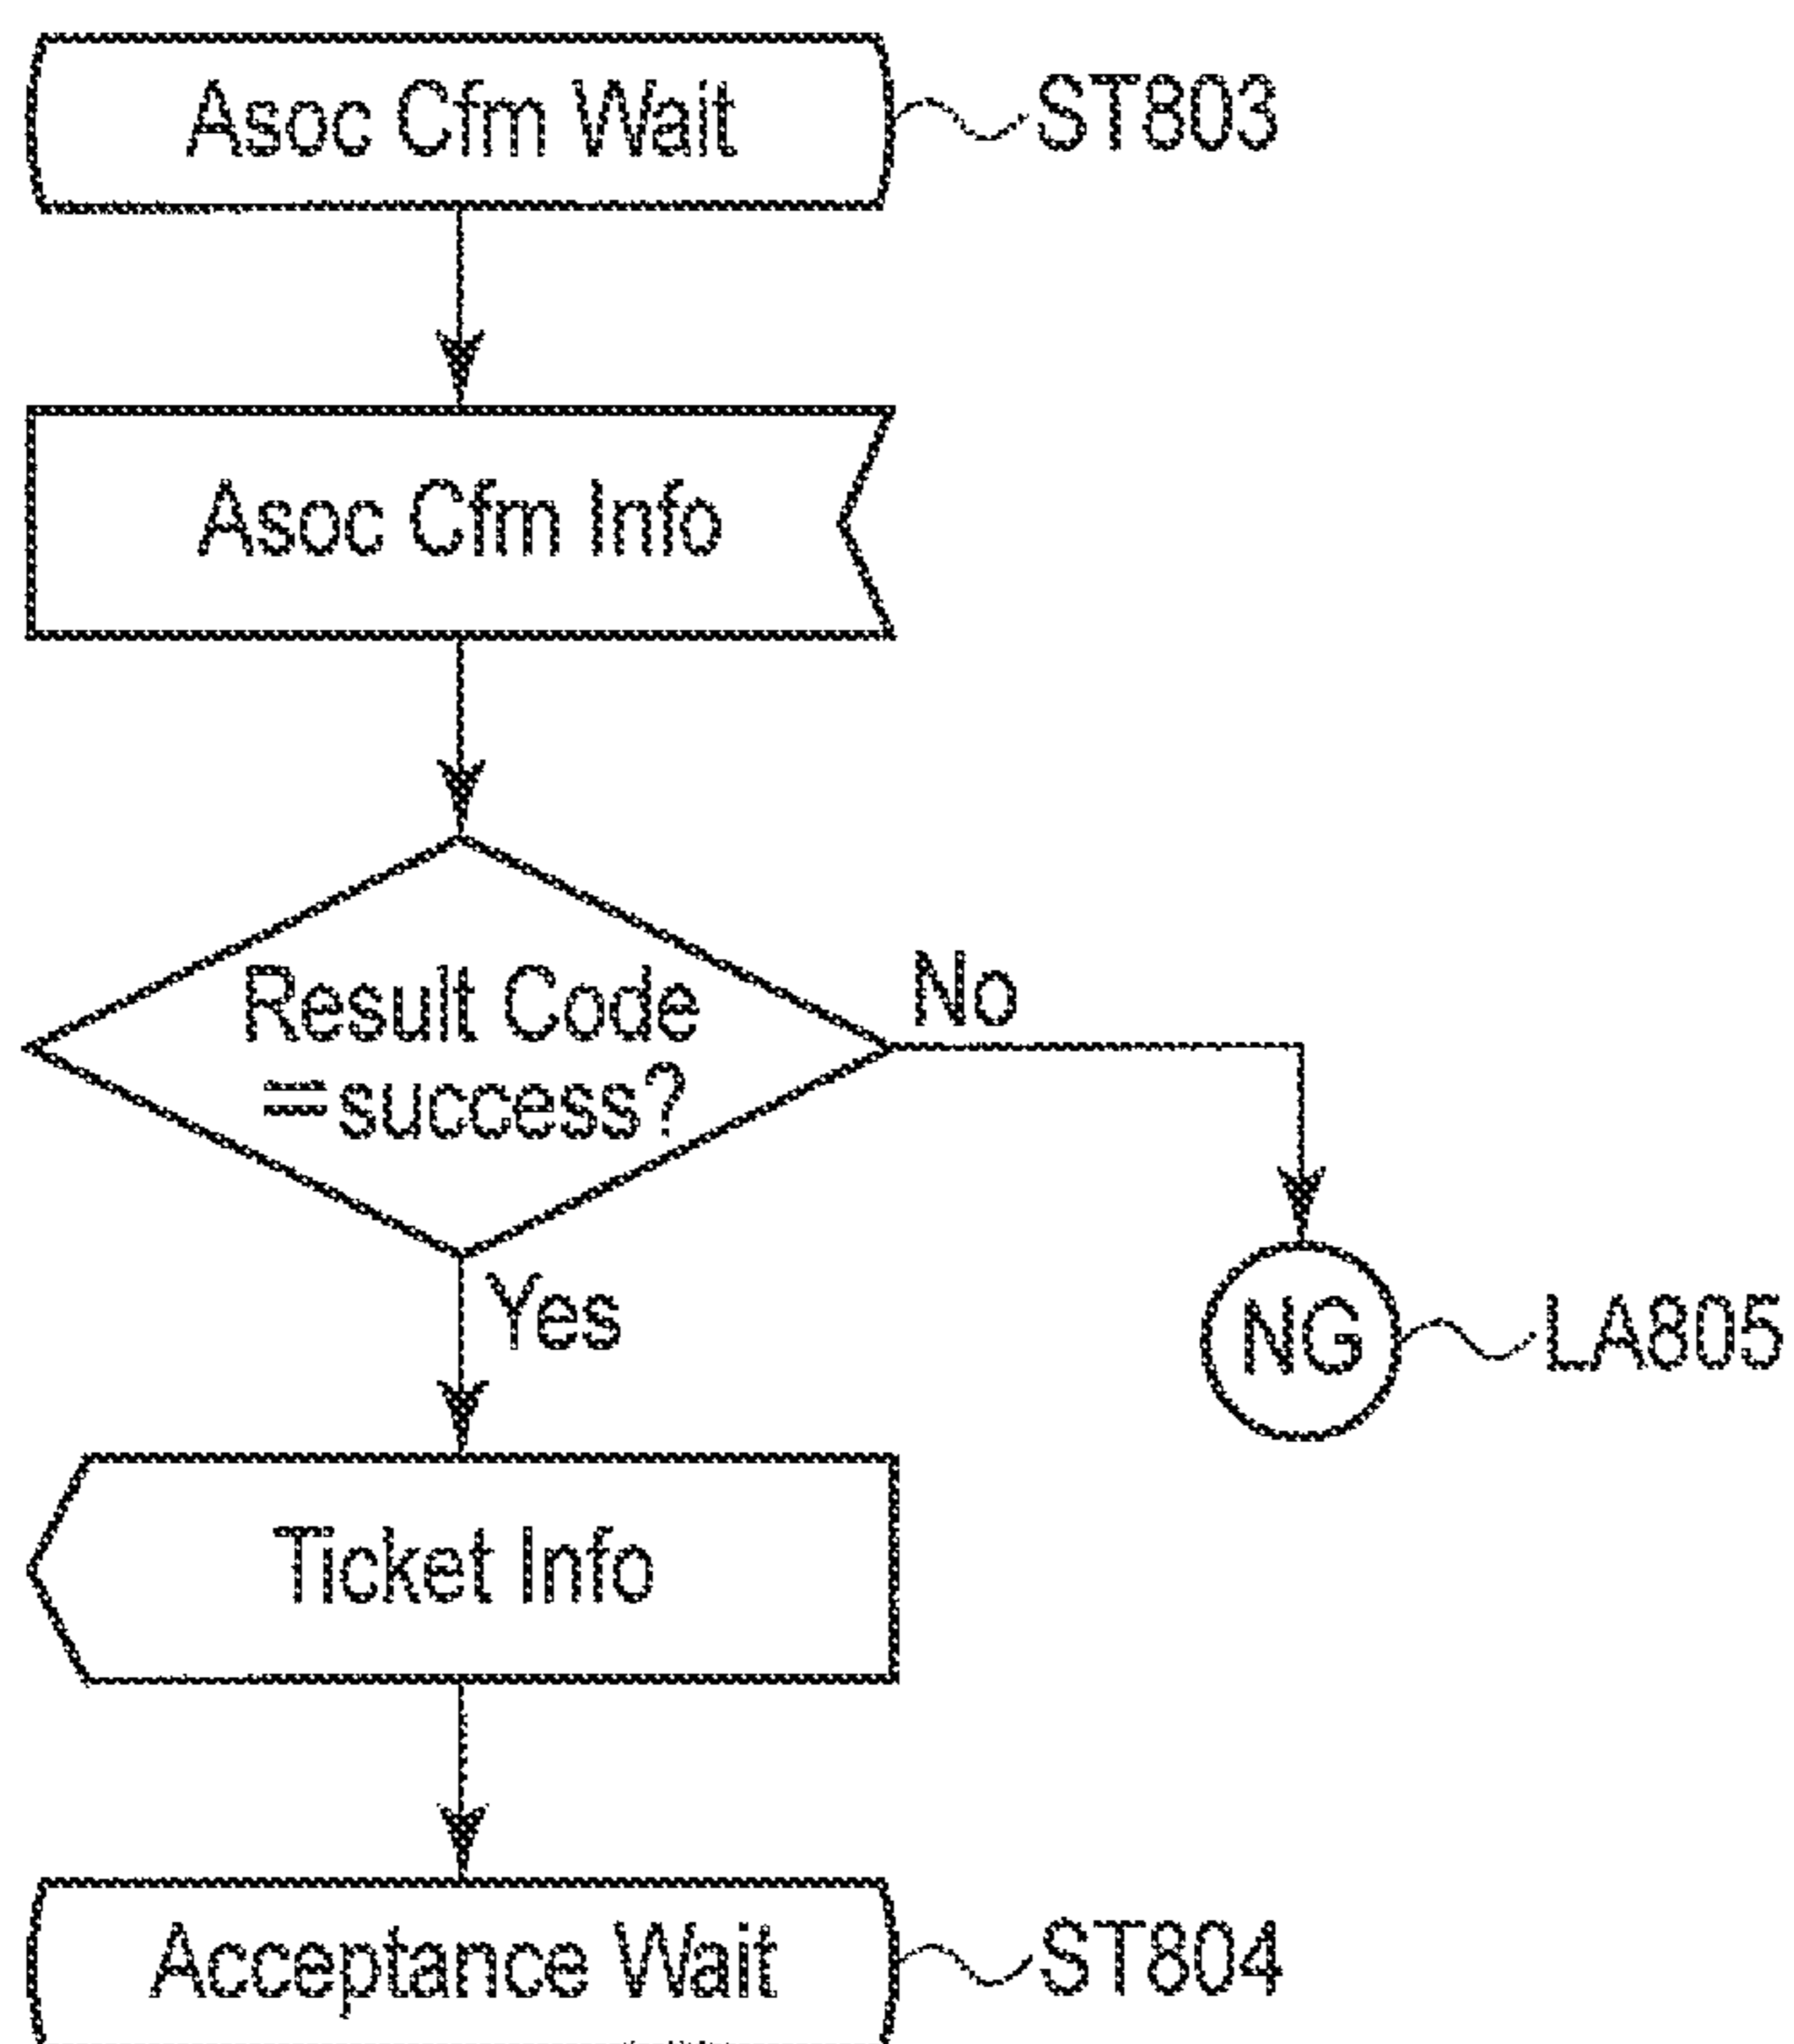 Asoc Cfm Wait
ST803
Asoc Cfm Info
Result Code
=success?
No
Yes
NG
LA805
Ticket Info
Acceptance Wait
ST804